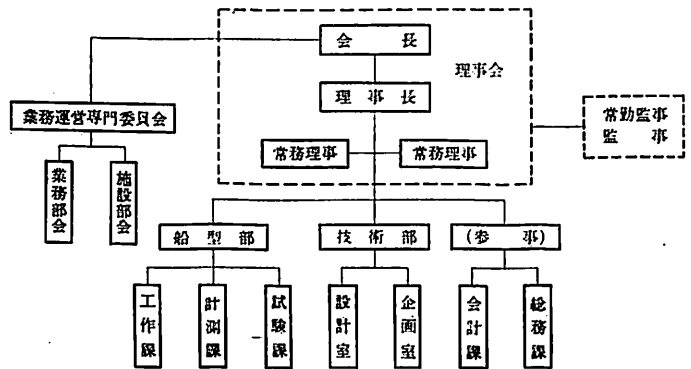 会長
理事会
理事長
常勤監事
監事
業務運営専門委員会
常務理事
常務理事
業務部会
施設部会
船型部
技術部
(参事)
工作課
計測課
試験課
設計室
企画室
会計課
総務課